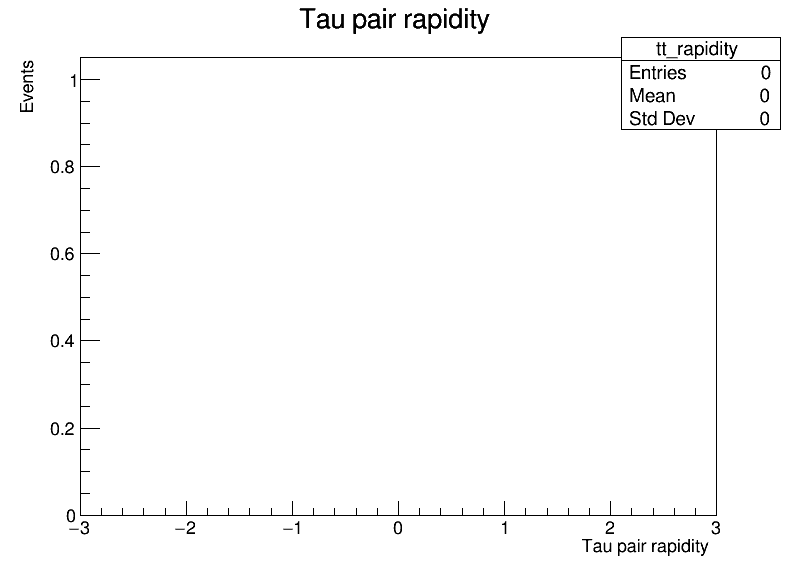 Tau pair rapidity
tt_rapidity
Entries 0
Mean 0
Std Dev 0
Events
1
0.8
0.6
0.4
0.2
0
−3 −2 −1 0 1 2 3
Tau pair rapidity